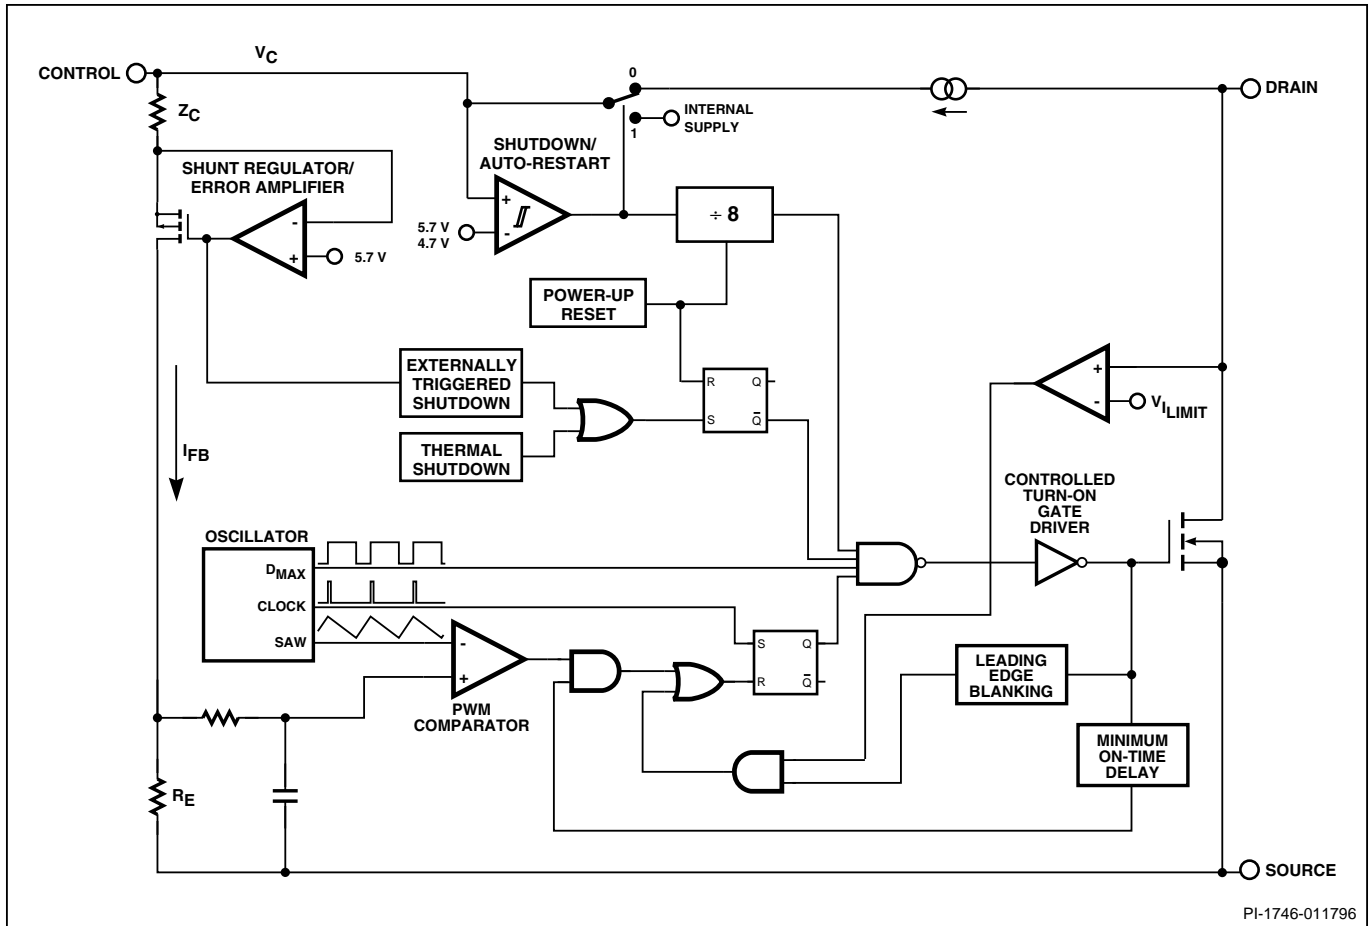 V_C
0
CONTROL
DRAIN
Z_C
INTERNAL
SUPPLY
1
SHUTDOWN/
AUTO-RESTART
SHUNT REGULATOR/
ERROR AMPLIFIER
+
-
5.7 V
4.7 V
÷ 8
-
+
5.7 V
POWER-UP
RESET
EXTERNALLY
TRIGGERED
SHUTDOWN
R Q
S Q̅
+
-
V_I_LIMIT
THERMAL
SHUTDOWN
I_FB
CONTROLLED
TURN-ON
GATE
DRIVER
OSCILLATOR
D_MAX
CLOCK
SAW
-
+
PWM
COMPARATOR
S Q
R Q̅
LEADING
EDGE
BLANKING
MINIMUM
ON-TIME
DELAY
R_E
SOURCE
PI-1746-011796